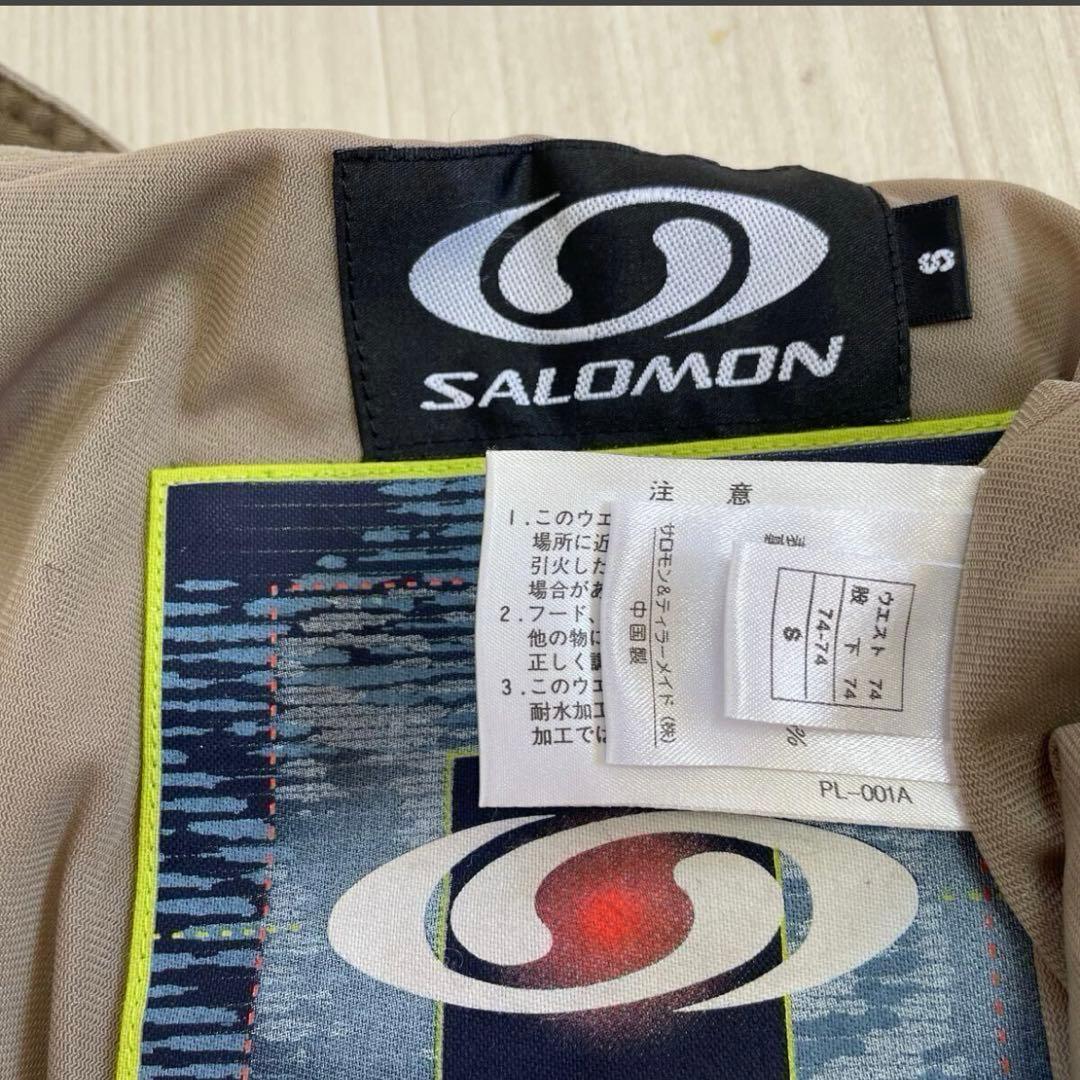 SALOMON
S
注 意
1.このウエ
場所に近
引火した
場合があ
2.フード、
他の物に
正しく
3.このウエ
耐水加工
加工では
サロモン&テイラーメイド(株)
中国製
ウエスト 74
股 下 74
74-74
S
%
PL-001A